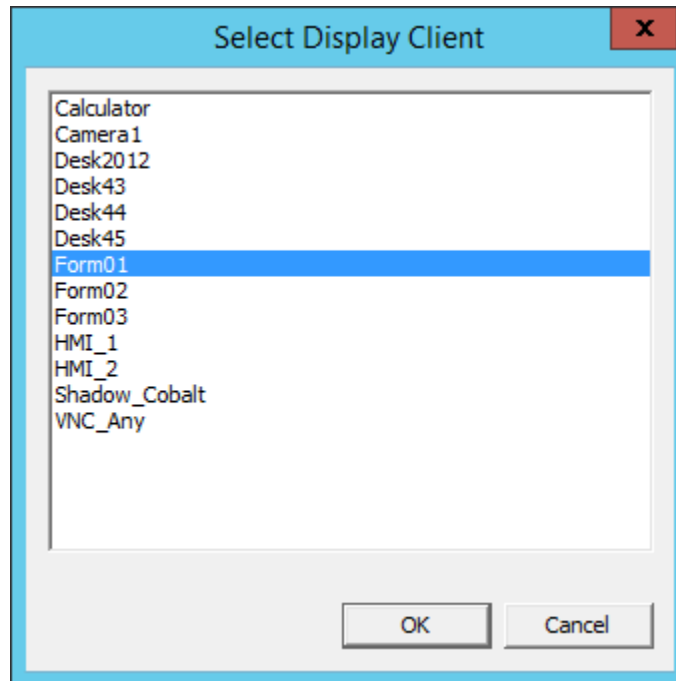 Select Display Client
x
Calculator
Camera1
Desk2012
Desk43
Desk44
Desk45
Form01
Form02
Form03
HMI_1
HMI_2
Shadow_Cobalt
VNC_Any
OK
Cancel